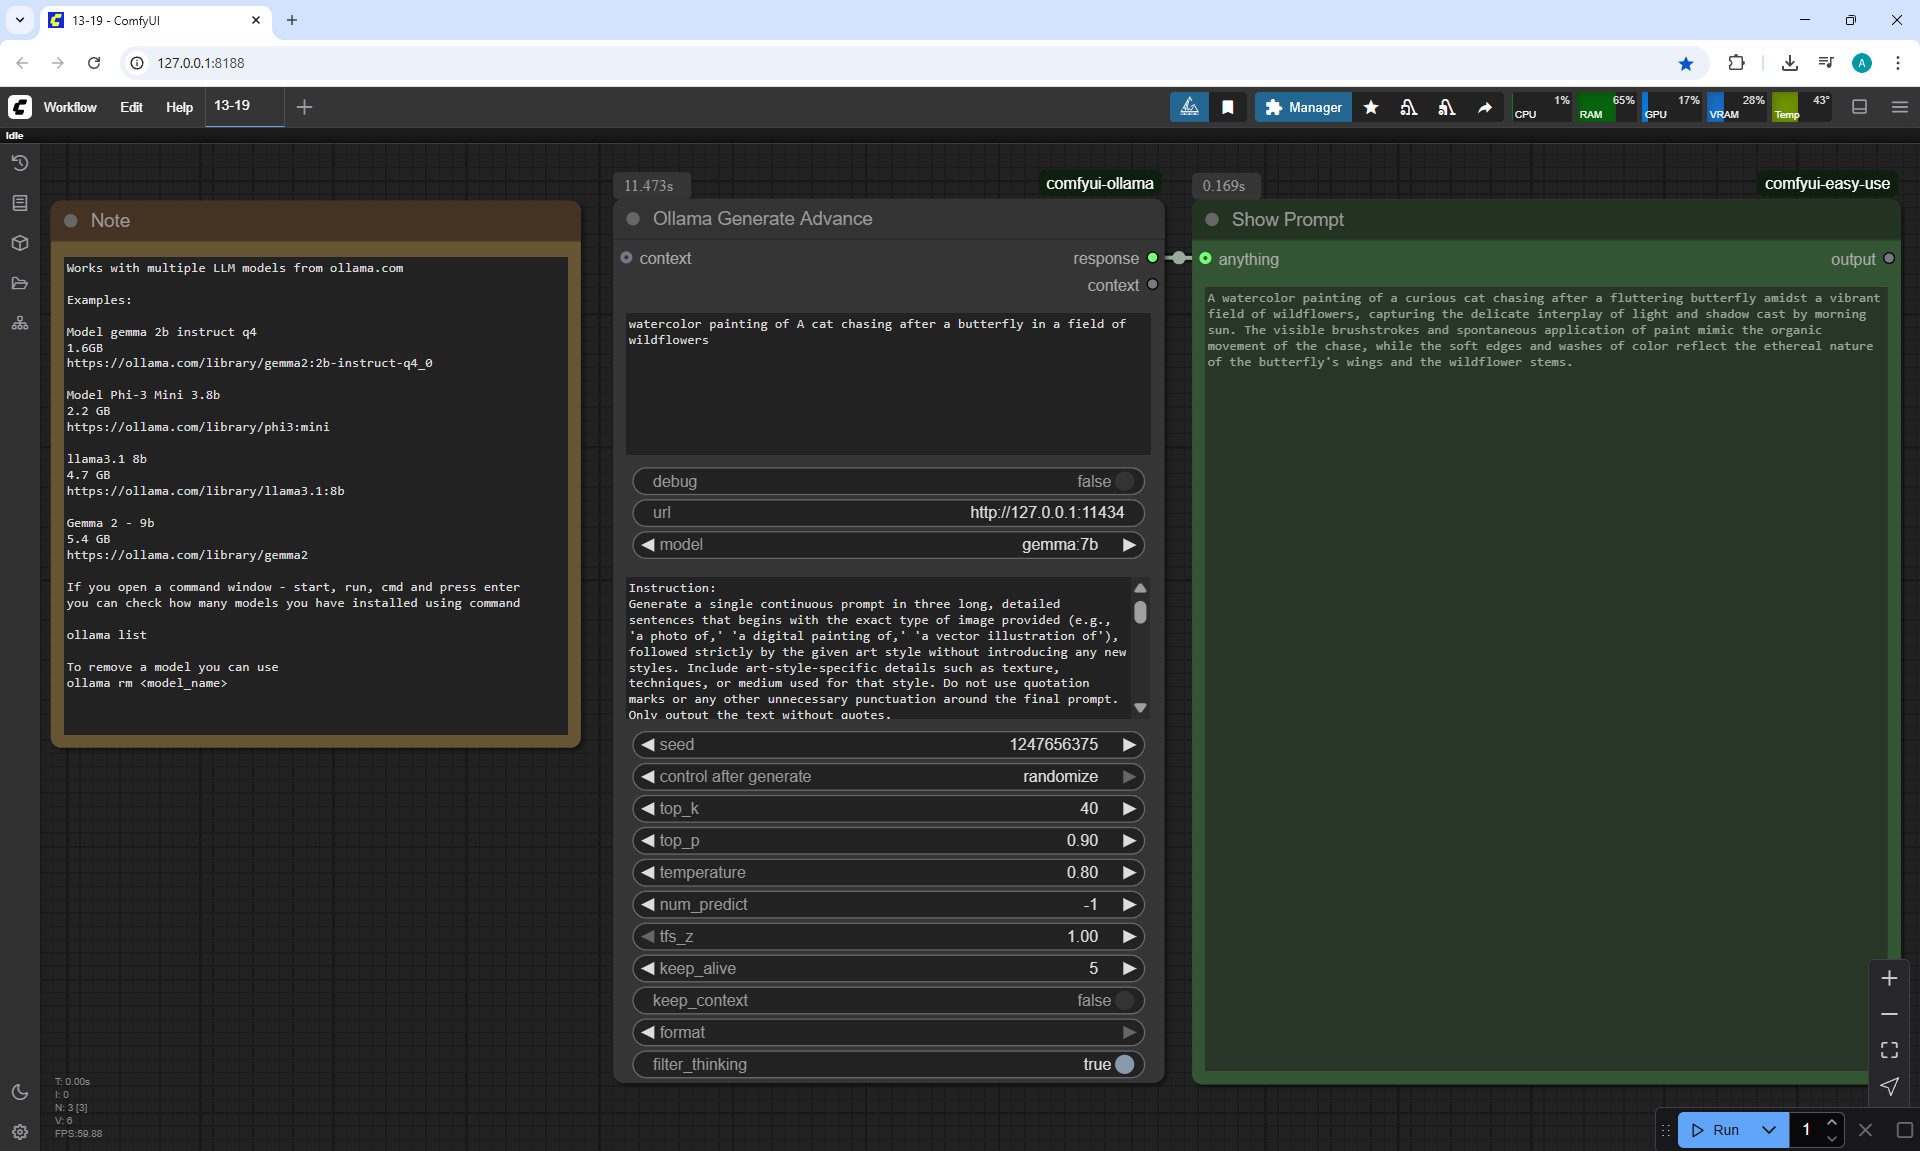 13-19 - ComfyUI
127.0.0.1:8188
A
Workflow Edit Help 13-19
Manager
CPU 1%
RAM 65%
GPU 17%
VRAM 28%
Temp 43°
Idle
Note
Works with multiple LLM models from ollama.com
Examples:
Model gemma 2b instruct q4
1.6GB
https://ollama.com/library/gemma2:2b-instruct-q4_0
Model Phi-3 Mini 3.8b
2.2 GB
https://ollama.com/library/phi3:mini
llama3.1 8b
4.7 GB
https://ollama.com/library/llama3.1:8b
Gemma 2 - 9b
5.4 GB
https://ollama.com/library/gemma2
If you open a command window - start, run, cmd and press enter
you can check how many models you have installed using command
ollama list
To remove a model you can use
ollama rm <model_name>
11.473s
comfyui-ollama
Ollama Generate Advance
context
response
context
watercolor painting of A cat chasing after a butterfly in a field of
wildflowers
debug false
url http://127.0.0.1:11434
model gemma:7b
Instruction:
Generate a single continuous prompt in three long, detailed
sentences that begins with the exact type of image provided (e.g.,
'a photo of,' 'a digital painting of,' 'a vector illustration of'),
followed strictly by the given art style without introducing any new
styles. Include art-style-specific details such as texture,
techniques, or medium used for that style. Do not use quotation
marks or any other unnecessary punctuation around the final prompt.
Only output the text without quotes.
seed 1247656375
control after generate randomize
top_k 40
top_p 0.90
temperature 0.80
num_predict -1
tfs_z 1.00
keep_alive 5
keep_context false
format
filter_thinking true
0.169s
comfyui-easy-use
Show Prompt
anything
output
A watercolor painting of a curious cat chasing after a fluttering butterfly amidst a vibrant
field of wildflowers, capturing the delicate interplay of light and shadow cast by morning
sun. The visible brushstrokes and spontaneous application of paint mimic the organic
movement of the chase, while the soft edges and washes of color reflect the ethereal nature
of the butterfly's wings and the wildflower stems.
T: 0.00s
I: 0
N: 3 [3]
V: 6
FPS:59.88
Run 1